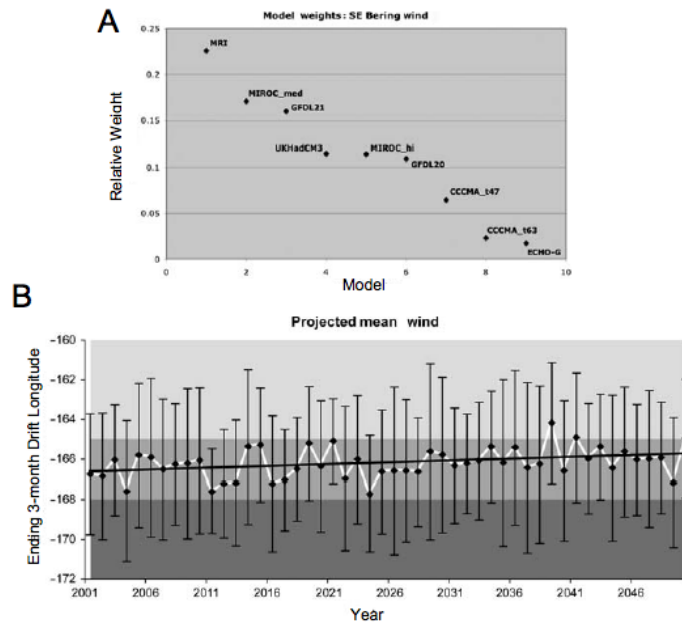 A
Model weights: SE Bering wind
0.25
MRI
0.2
MIROC_med
GFDL21
0.15
UKHadCM3
MIROC_hi
GFDL20
0.1
CCCMA_t47
0.05
CCCMA_t63
ECHO-G
0
0 2 4 6 8 10
Relative Weight
Model
B
Projected mean wind
−160
−162
−164
−166
−168
−170
−172
2001 2006 2011 2016 2021 2026 2031 2036 2041 2046
Ending 3-month Drift Longitude
Year